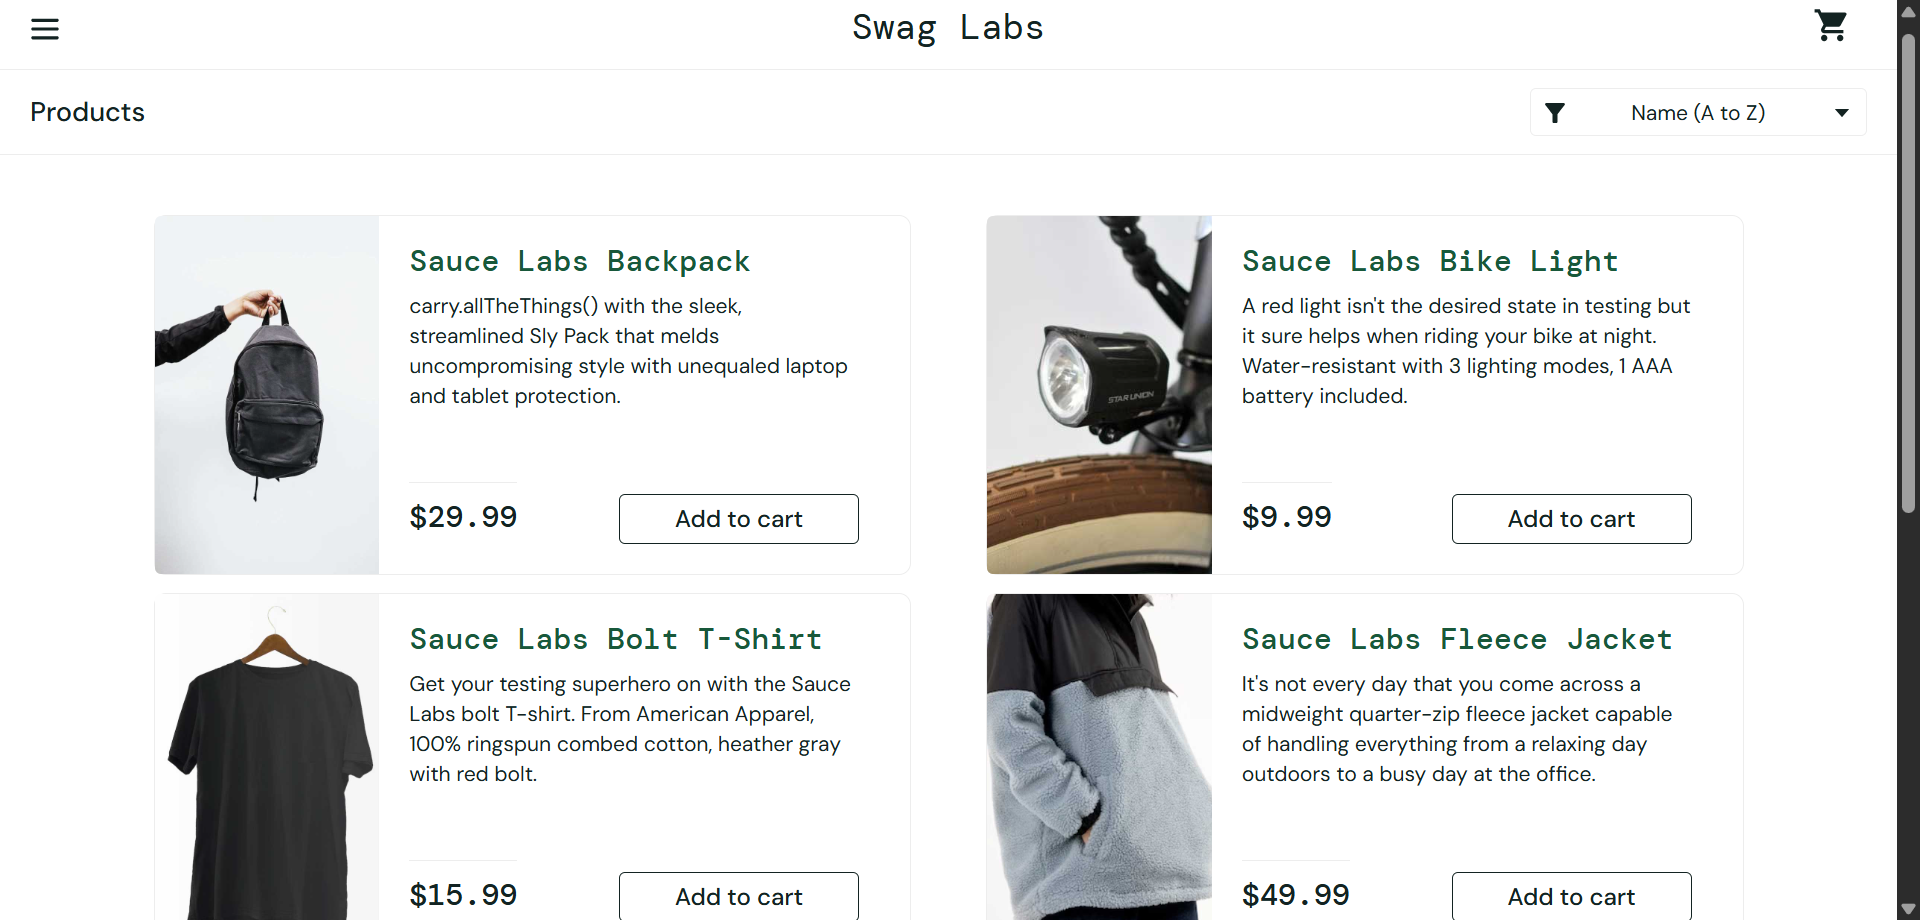 Swag Labs
Products
Name (A to Z)
Sauce Labs Backpack
carry.allTheThings() with the sleek,
streamlined Sly Pack that melds
uncompromising style with unequaled laptop
and tablet protection.
$29.99
Add to cart
Sauce Labs Bike Light
A red light isn't the desired state in testing but
it sure helps when riding your bike at night.
Water-resistant with 3 lighting modes, 1 AAA
battery included.
STAR UNION
$9.99
Add to cart
Sauce Labs Bolt T-Shirt
Get your testing superhero on with the Sauce
Labs bolt T-shirt. From American Apparel,
100% ringspun combed cotton, heather gray
with red bolt.
$15.99
Add to cart
Sauce Labs Fleece Jacket
It's not every day that you come across a
midweight quarter-zip fleece jacket capable
of handling everything from a relaxing day
outdoors to a busy day at the office.
$49.99
Add to cart